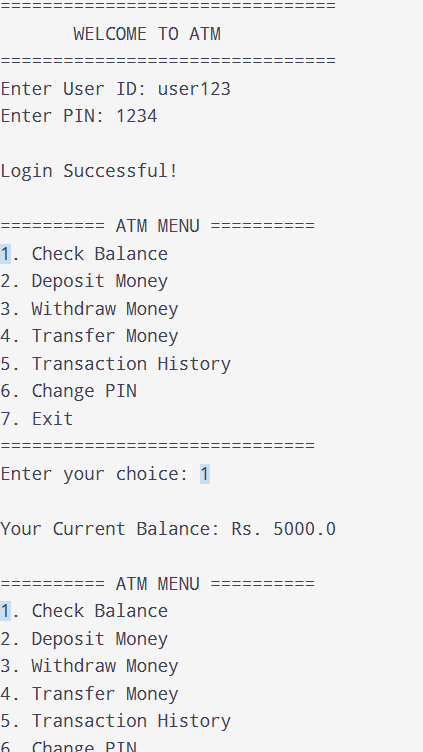 ================================
WELCOME TO ATM
================================
Enter User ID: user123
Enter PIN: 1234
Login Successful!
========== ATM MENU ==========
1. Check Balance
2. Deposit Money
3. Withdraw Money
4. Transfer Money
5. Transaction History
6. Change PIN
7. Exit
==============================
Enter your choice: 1
Your Current Balance: Rs. 5000.0
========== ATM MENU ==========
1. Check Balance
2. Deposit Money
3. Withdraw Money
4. Transfer Money
5. Transaction History
6. Change PIN